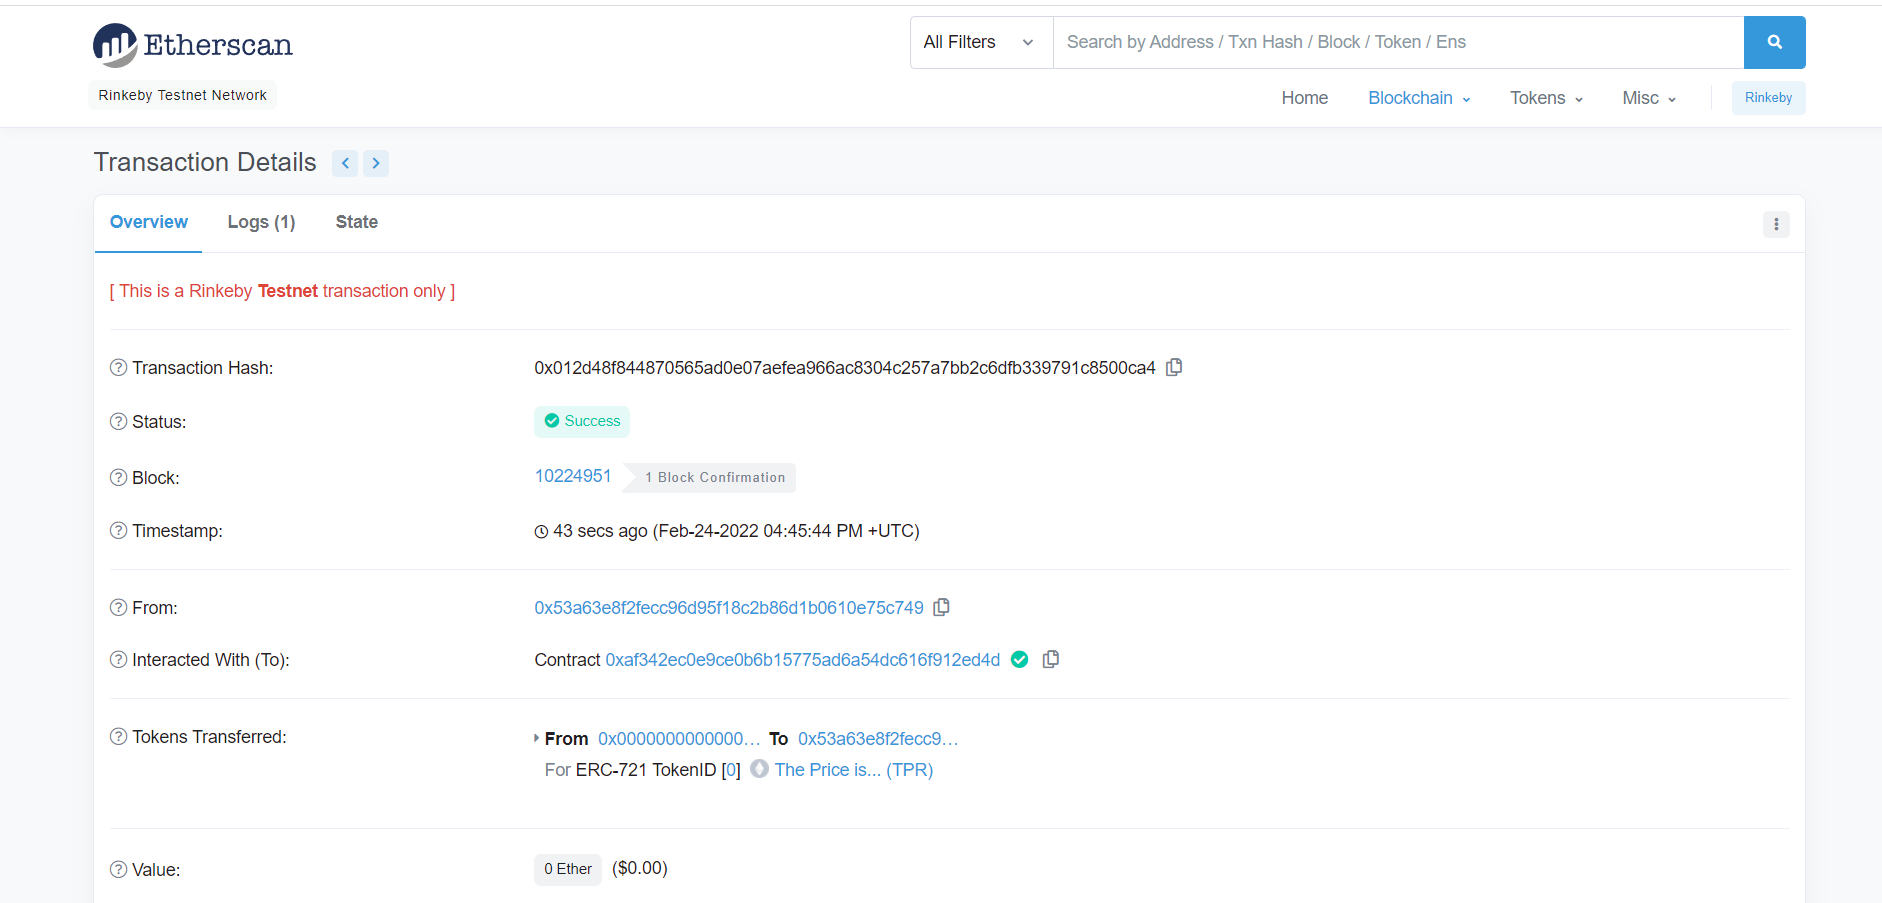 Etherscan
All Filters
Search by Address / Txn Hash / Block / Token / Ens
Rinkeby Testnet Network
Home Blockchain Tokens Misc Rinkeby
Transaction Details
Overview Logs (1) State
[ This is a Rinkeby Testnet transaction only ]
Transaction Hash: 0x012d48f844870565ad0e07aefea966ac8304c257a7bb2c6dfb339791c8500ca4
Status: Success
Block: 10224951 1 Block Confirmation
Timestamp: 43 secs ago (Feb-24-2022 04:45:44 PM +UTC)
From: 0x53a63e8f2fecc96d95f18c2b86d1b0610e75c749
Interacted With (To): Contract 0xaf342ec0e9ce0b6b15775ad6a54dc616f912ed4d
Tokens Transferred: From 0x0000000000000... To 0x53a63e8f2fecc9...
For ERC-721 TokenID [0] The Price is... (TPR)
Value: 0 Ether ($0.00)